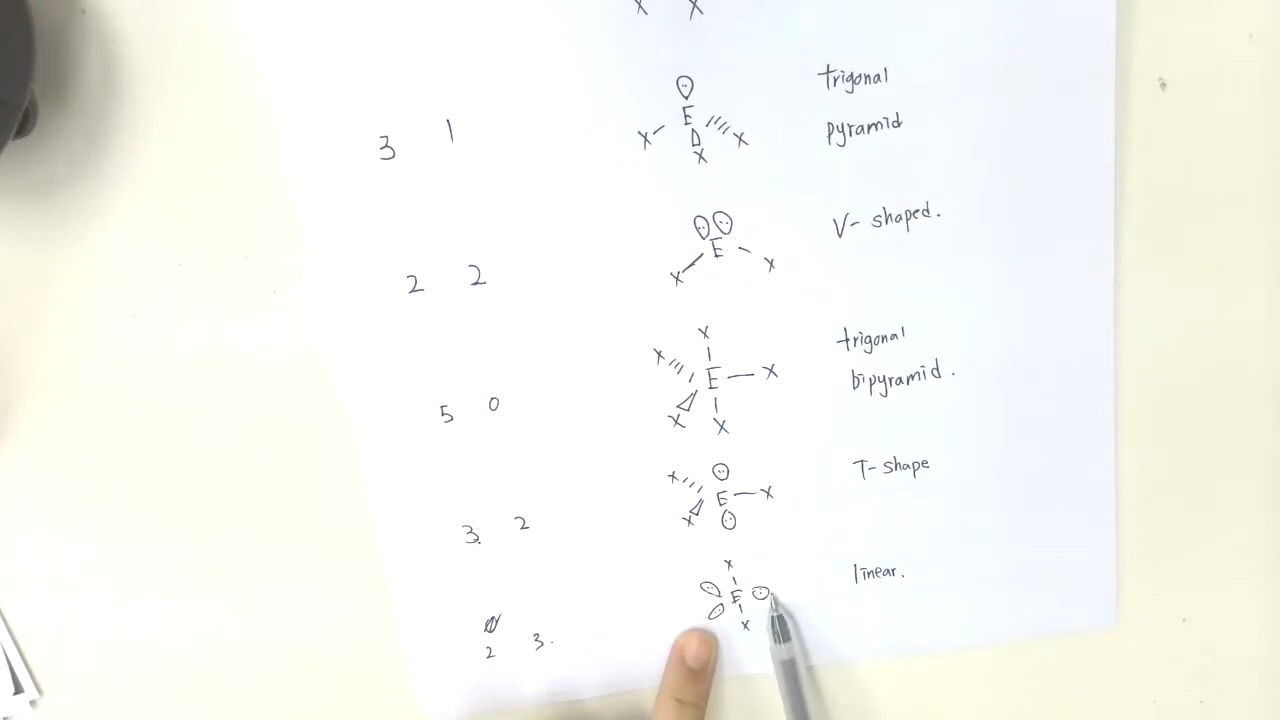 X X
3 1 E X X X trigonal
pyramid
2 2 E X X V- shaped.
X
X E X trigonal
X X bipyramid.
5 0
X E X T-shape
X
3. 2
X
E linear.
X
2 3.